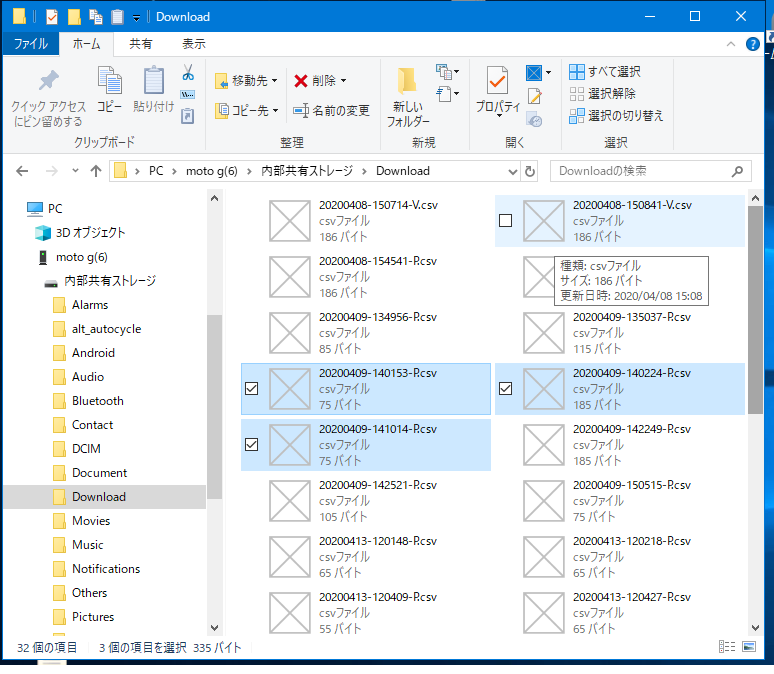 Download
ファイル
ホーム
共有
表示
クイック アクセス
にピン留めする
コピー
貼り付け
クリップボード
移動先
コピー先
削除
名前の変更
整理
新しい
フォルダー
新規
プロパティ
開く
すべて選択
選択解除
選択の切り替え
選択
PC
moto g(6)
内部共有ストレージ
Download
Downloadの検索
PC
3D オブジェクト
moto g(6)
内部共有ストレージ
Alarms
alt_autocycle
Android
Audio
Bluetooth
Contact
DCIM
Document
Download
Movies
Music
Notifications
Others
Pictures
20200408-150714-V.csv
csvファイル
186 バイト
20200408-150841-V.csv
csvファイル
186 バイト
20200408-154541-P.csv
csvファイル
186 バイト
種類: csvファイル
サイズ: 186 バイト
更新日時: 2020/04/08 15:08
20200409-134956-P.csv
csvファイル
85 バイト
20200409-135037-P.csv
csvファイル
115 バイト
20200409-140153-P.csv
csvファイル
75 バイト
20200409-140224-P.csv
csvファイル
185 バイト
20200409-141014-P.csv
csvファイル
75 バイト
20200409-142249-P.csv
csvファイル
185 バイト
20200409-142521-P.csv
csvファイル
105 バイト
20200409-150515-P.csv
csvファイル
75 バイト
20200413-120148-P.csv
csvファイル
65 バイト
20200413-120218-P.csv
csvファイル
65 バイト
20200413-120409-P.csv
csvファイル
55 バイト
20200413-120427-P.csv
csvファイル
65 バイト
32 個の項目
3 個の項目を選択 335 バイト